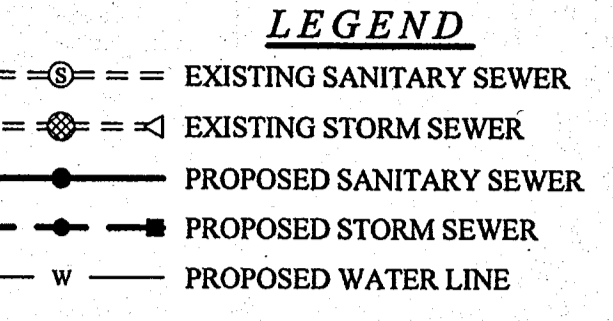 LEGEND
S EXISTING SANITARY SEWER
EXISTING STORM SEWER
PROPOSED SANITARY SEWER
PROPOSED STORM SEWER
W PROPOSED WATER LINE